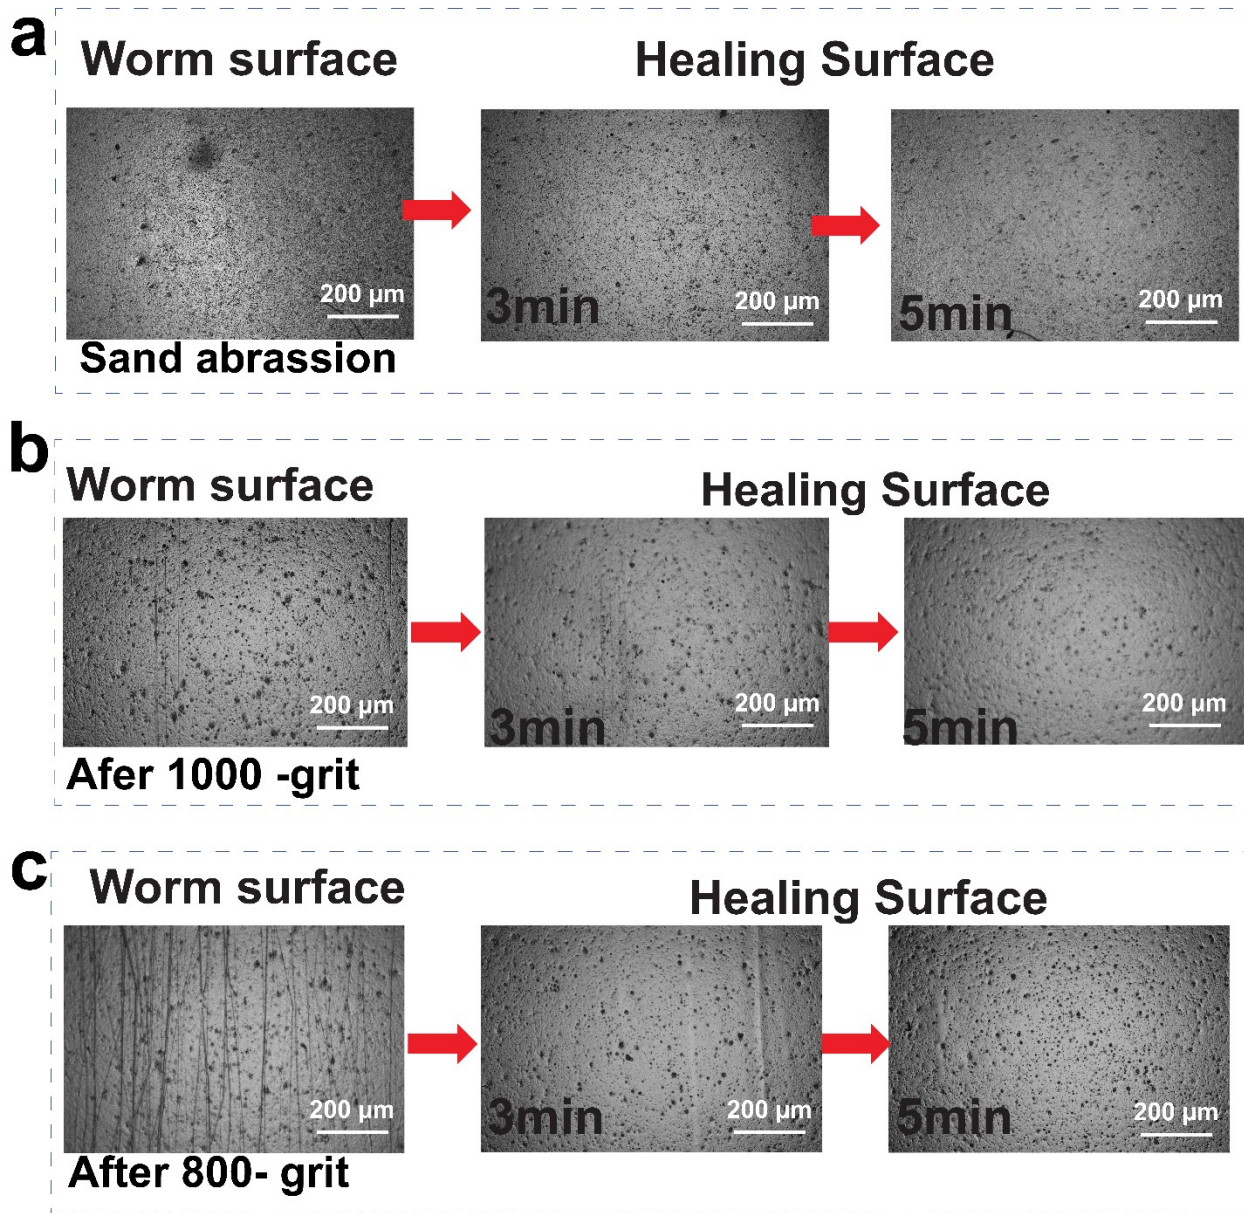 a
Worm surface
Healing Surface
200 µm
3min
200 µm
5min
200 µm
Sand abrassion
b
Worm surface
Healing Surface
200 µm
3min
200 µm
5min
200 µm
Afer 1000 -grit
c
Worm surface
Healing Surface
200 µm
3min
200 µm
5min
200 µm
After 800- grit